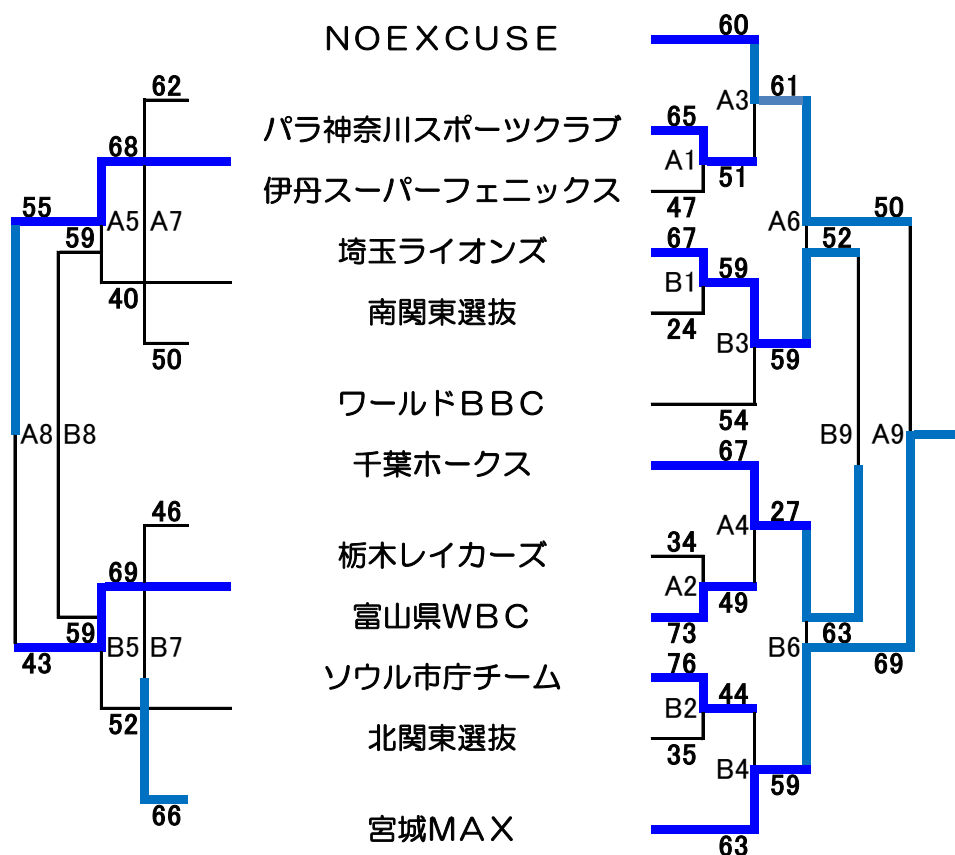 60
NOEXCUSE
62 A3 61
68 パラ神奈川スポーツクラブ 65
A1 51
伊丹スーパーフェニックス 47
55 59 A5 A7 A6 52 50
埼玉ライオンズ 67
40 B1 59
南関東選抜 24
50 B3 59
ワールドBBC 54
A8 B8 B9 A9
千葉ホークス 67
46 A4 27
栃木レイカーズ 34
69 A2 49
富山県WBC 73
43 59 B5 B7 B6 63 69
ソウル市庁チーム 76
52 B2 44
北関東選抜 35
B4 59
66
宮城MAX 63